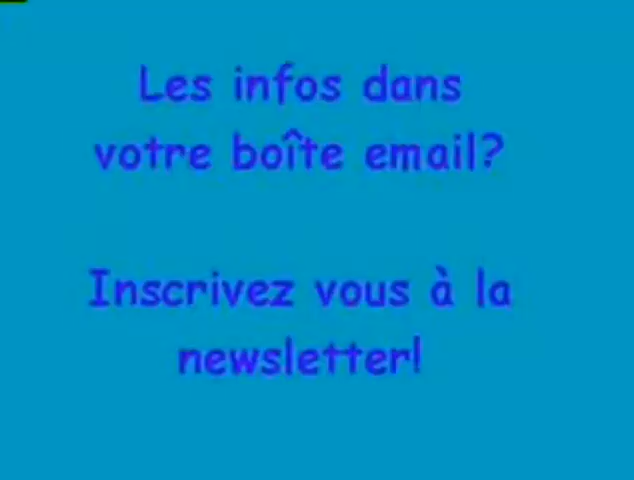 Les infos dans
votre boîte email?
Inscrivez vous à la
newsletter!